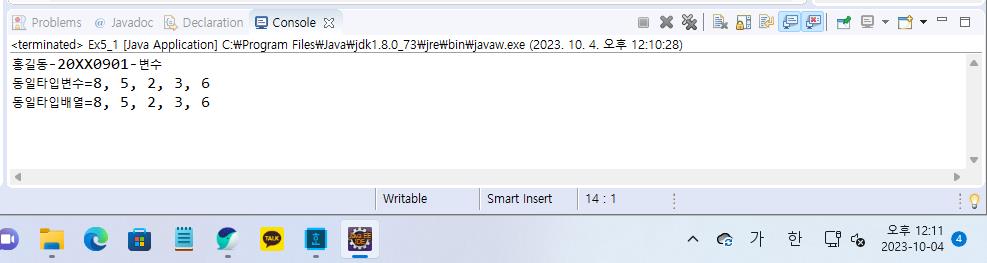 Problems @ Javadoc Declaration Console
<terminated> Ex5_1 [Java Application] C:₩Program Files₩Java₩jdk1.8.0_73₩jre₩bin₩javaw.exe (2023. 10. 4. 오후 12:10:28)
홍길동-20XX0901-변수
동일타입변수=8, 5, 2, 3, 6
동일타입배열=8, 5, 2, 3, 6
Writable Smart Insert 14 : 1
TALK JAVA EE IDE 가 한 오후 12:11
2023-10-04 4